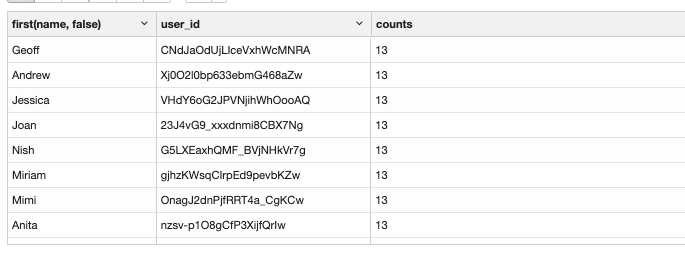 first(name, false) user_id counts
Geoff CNdJaOdUjLIceVxhWcMNRA 13
Andrew Xj0O2l0bp633ebmG468aZw 13
Jessica VHdY6oG2JPVNjihWhOooAQ 13
Joan 23J4vG9_xxxdnmi8CBX7Ng 13
Nish G5LXEaxhQMF_BVjNHkVr7g 13
Miriam gjhzKWsqCIrpEd9pevbKZw 13
Mimi OnagJ2dnPjfRRT4a_CgKCw 13
Anita nzsv-p1O8gCfP3XijfQrIw 13